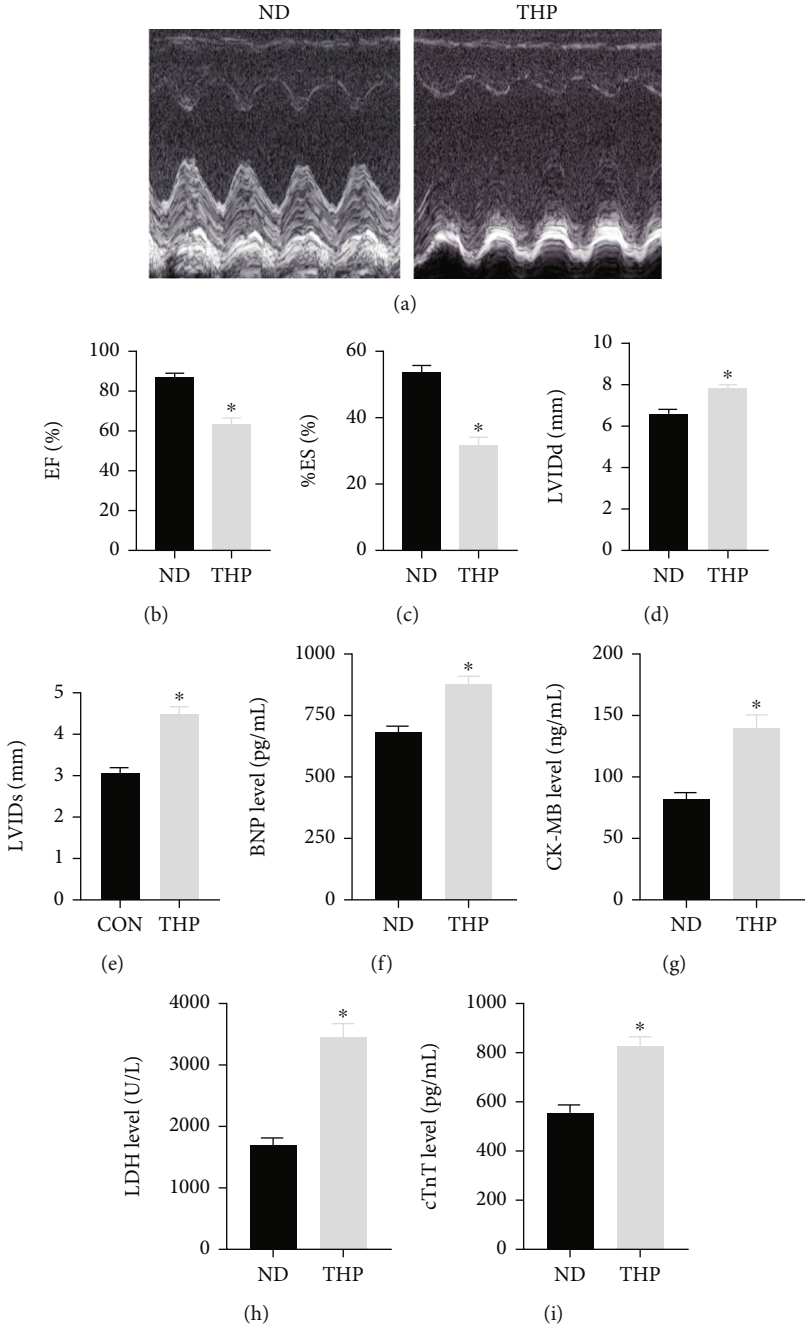 ND THP
(a)
EF (%)
100
80
60
40
20
0
*
ND THP
(b)
%ES (%)
60
40
20
0
*
ND THP
(c)
LVIDd (mm)
10
8
6
4
2
0
*
ND THP
(d)
LVIDs (mm)
5
4
3
2
1
0
*
CON THP
(e)
BNP level (pg/mL)
1000
750
500
250
0
*
ND THP
(f)
CK-MB level (ng/mL)
200
150
100
50
0
*
ND THP
(g)
LDH level (U/L)
4000
3000
2000
1000
0
*
ND THP
(h)
cTnT level (pg/mL)
1000
800
600
400
200
0
*
ND THP
(i)